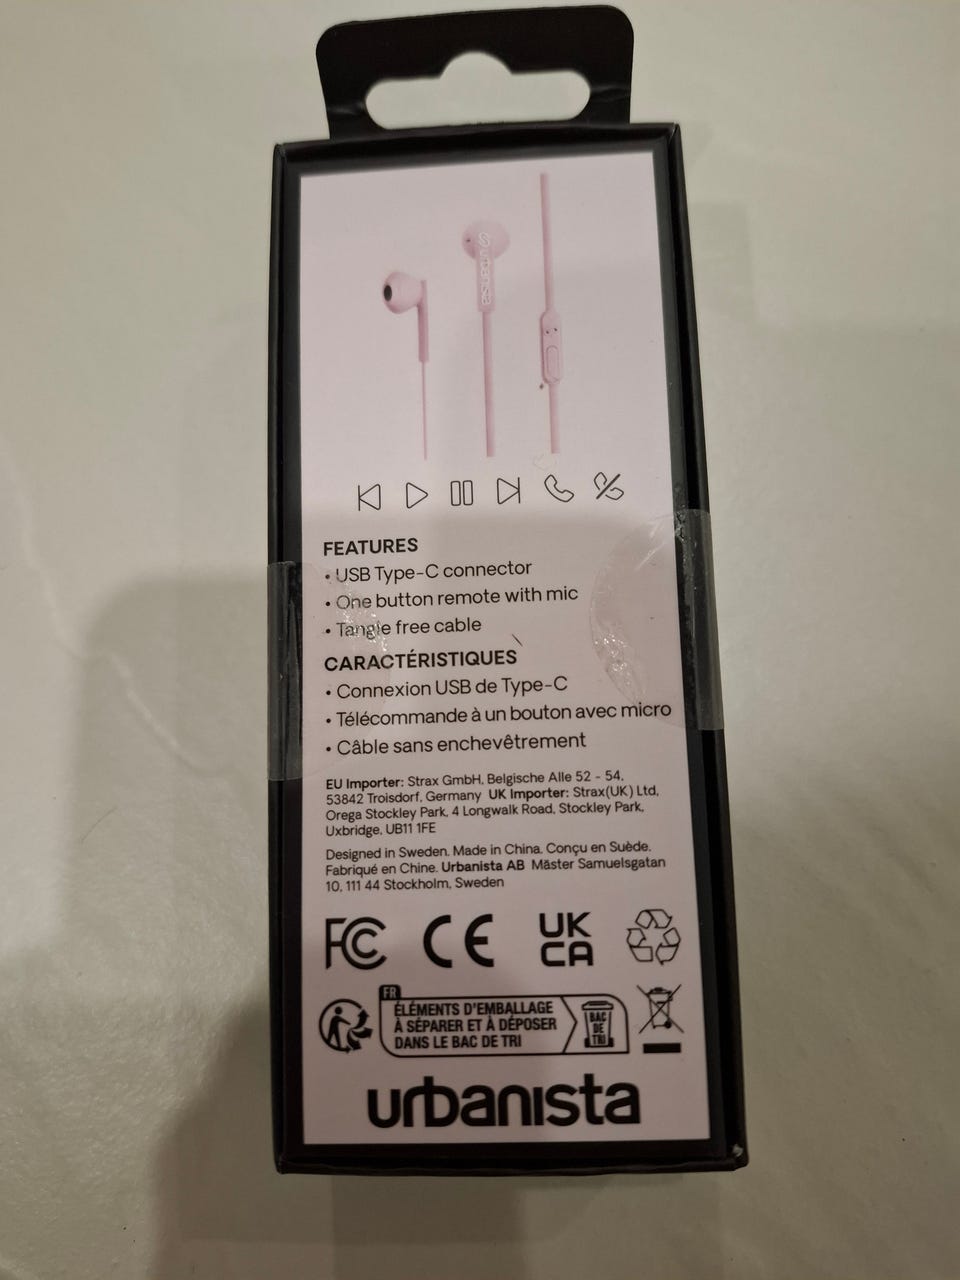 urbanista
FEATURES
• USB Type-C connector
• One button remote with mic
• Tangle free cable
CARACTÉRISTIQUES
• Connexion USB de Type-C
• Télécommande à un bouton avec micro
• Câble sans enchevêtrement
EU Importer: Strax GmbH, Belgische Alle 52 - 54,
53842 Troisdorf, Germany UK Importer: Strax(UK) Ltd,
Orega Stockley Park, 4 Longwalk Road, Stockley Park,
Uxbridge, UB11 1FE
Designed in Sweden. Made in China. Conçu en Suède.
Fabriqué en Chine. Urbanista AB Mäster Samuelsgatan
10, 111 44 Stockholm, Sweden
FC CE UK
CA
FR
ÉLÉMENTS D'EMBALLAGE
À SÉPARER ET À DÉPOSER
DANS LE BAC DE TRI
BAC
DE
TRI
urbanista